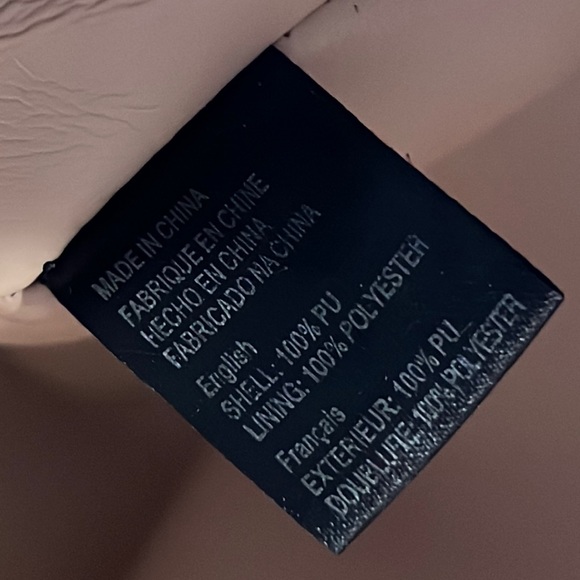 MADE IN CHINA
FABRIQUE EN CHINE
HECHO EN CHINA
FABRICADO NA CHINA
English
SHELL: 100% PU
LINING: 100% POLYESTER
Français
EXTERIEUR: 100% PU
DOUBLURE: 100% POLYESTER